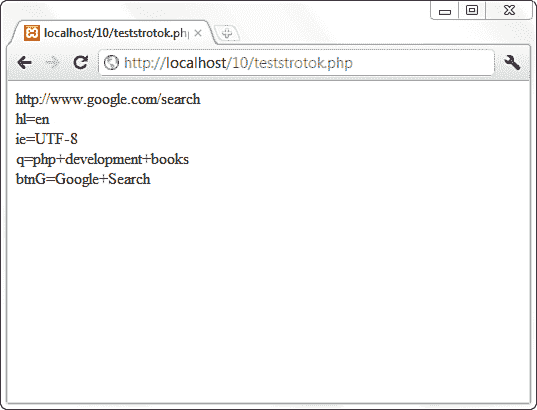 localhost/10/teststrotok.ph
http://localhost/10/teststrotok.php
http://www.google.com/search
hl=en
ie=UTF-8
q=php+development+books
btnG=Google+Search